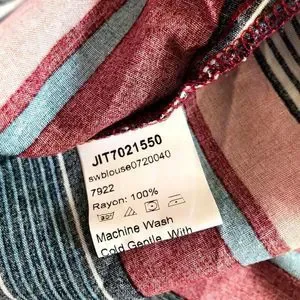 JIT7021550
swblouse0720040
7922
Rayon: 100%
Machine Wash
Cold Gentle, With